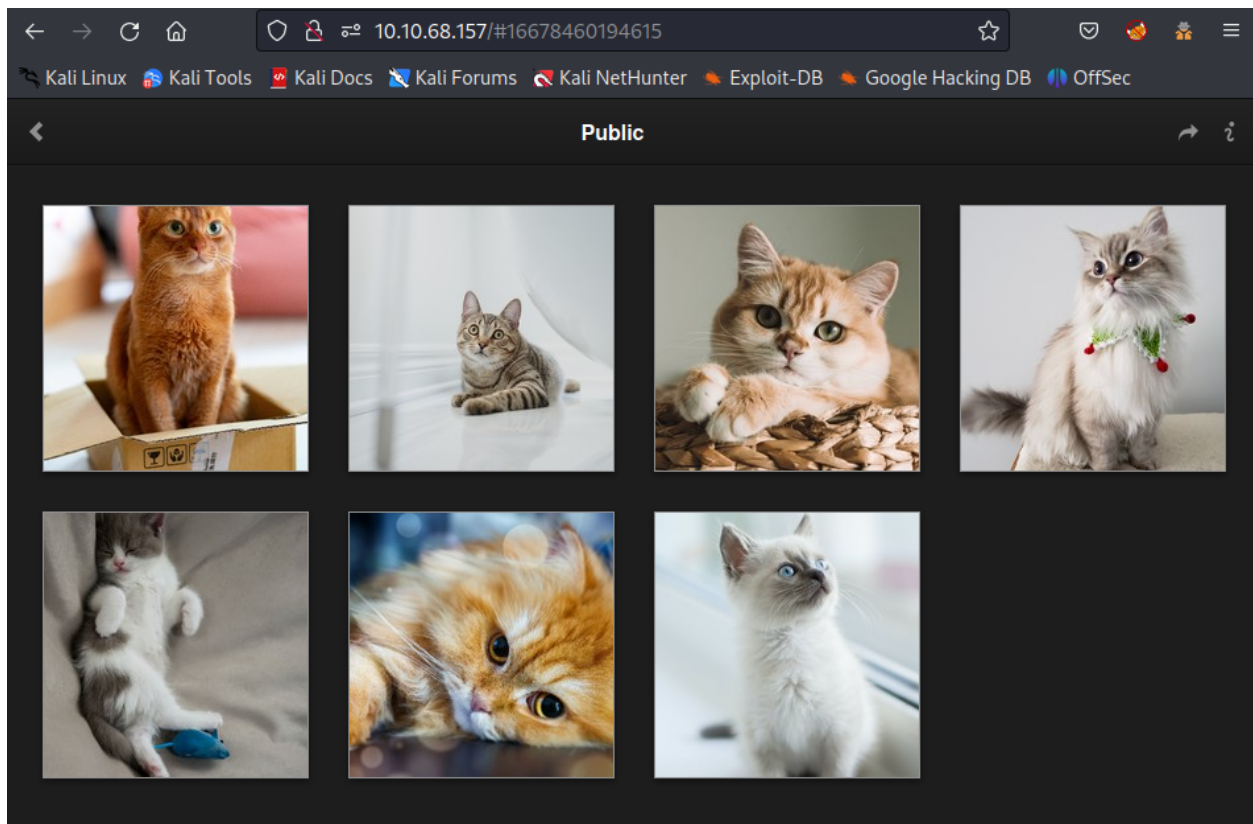 10.10.68.157/#16678460194615
Kali Linux Kali Tools Kali Docs Kali Forums Kali NetHunter Exploit-DB Google Hacking DB OffSec
Public